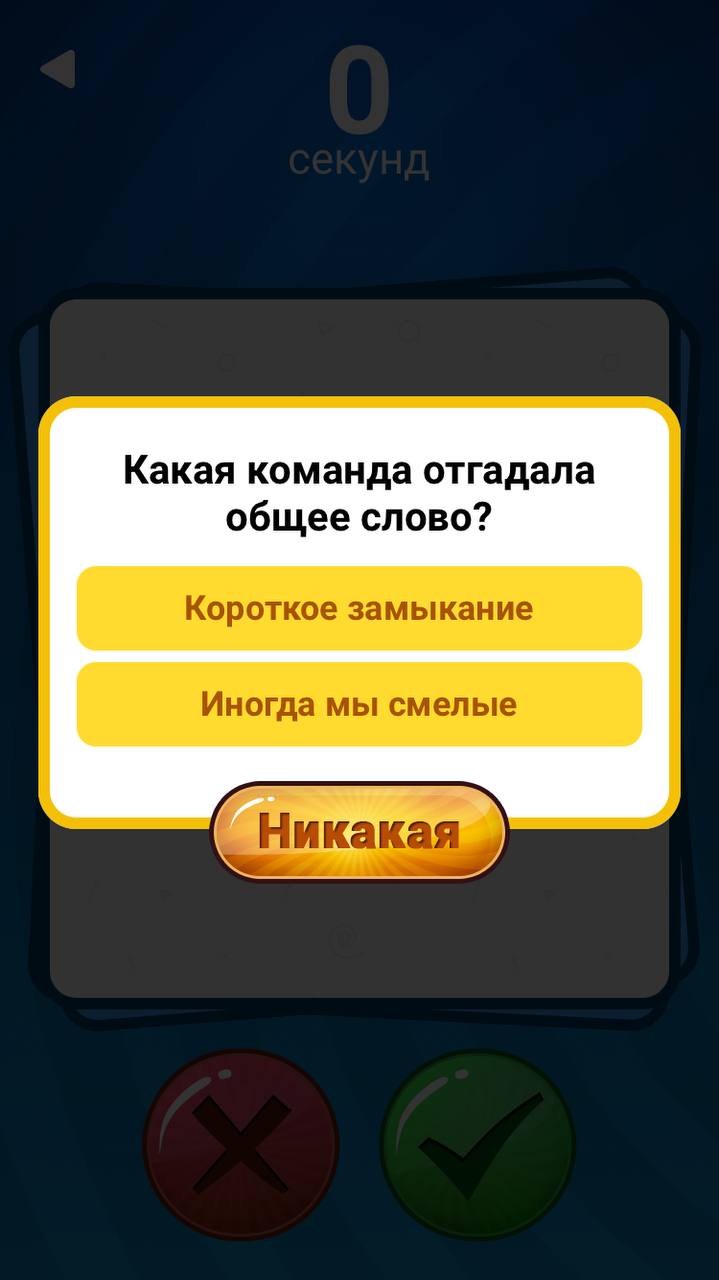 0
секунд
Какая команда отгадала
общее слово?
Короткое замыкание
Иногда мы смелые
Никакая